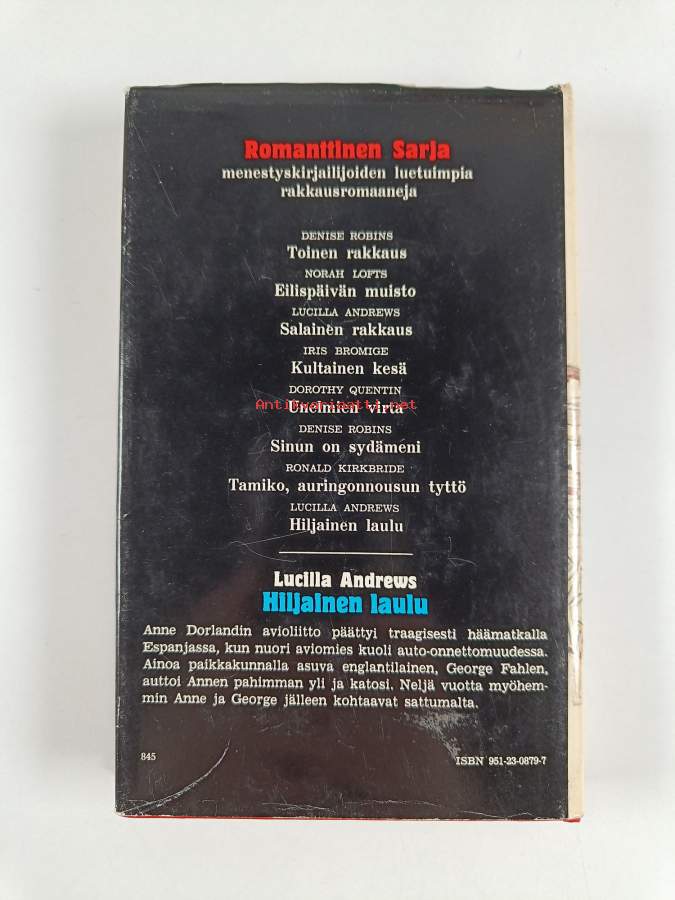 Romanttinen Sarja
menestyskirjailijoiden luetuimpia
rakkausromaaneja
DENISE ROBINS
Toinen rakkaus
NORAH LOFTS
Eilispäivän muisto
LUCILLA ANDREWS
Salainen rakkaus
IRIS BROMIGE
Kultainen kesä
DOROTHY QUENTIN
Antikvariaatti.net
Unelmien virta
DENISE ROBINS
Sinun on sydämeni
RONALD KIRKBRIDE
Tamiko, auringonnousun tyttö
LUCILLA ANDREWS
Hiljainen laulu
Lucilla Andrews
Hiljainen laulu
Anne Dorlandin avioliitto päättyi traagisesti häämatkalla
Espanjassa, kun nuori aviomies kuoli auto-onnettomuudessa.
Ainoa paikkakunnalla asuva englantilainen, George Fahlen,
auttoi Annen pahimman yli ja katosi. Neljä vuotta myöhem-
min Anne ja George jälleen kohtaavat sattumalta.
845
ISBN 951-23-0879-7